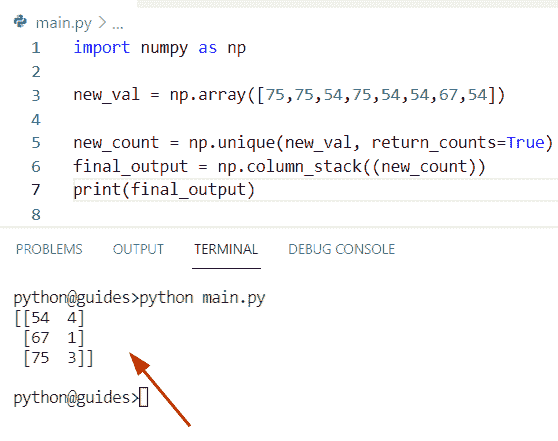 main.py > ...
1 import numpy as np
2
3 new_val = np.array([75,75,54,75,54,54,67,54])
4
5 new_count = np.unique(new_val, return_counts=True)
6 final_output = np.column_stack((new_count))
7 print(final_output)
8
PROBLEMS OUTPUT TERMINAL DEBUG CONSOLE
python@guides>python main.py
[[54  4]
 [67  1]
 [75  3]]
python@guides>